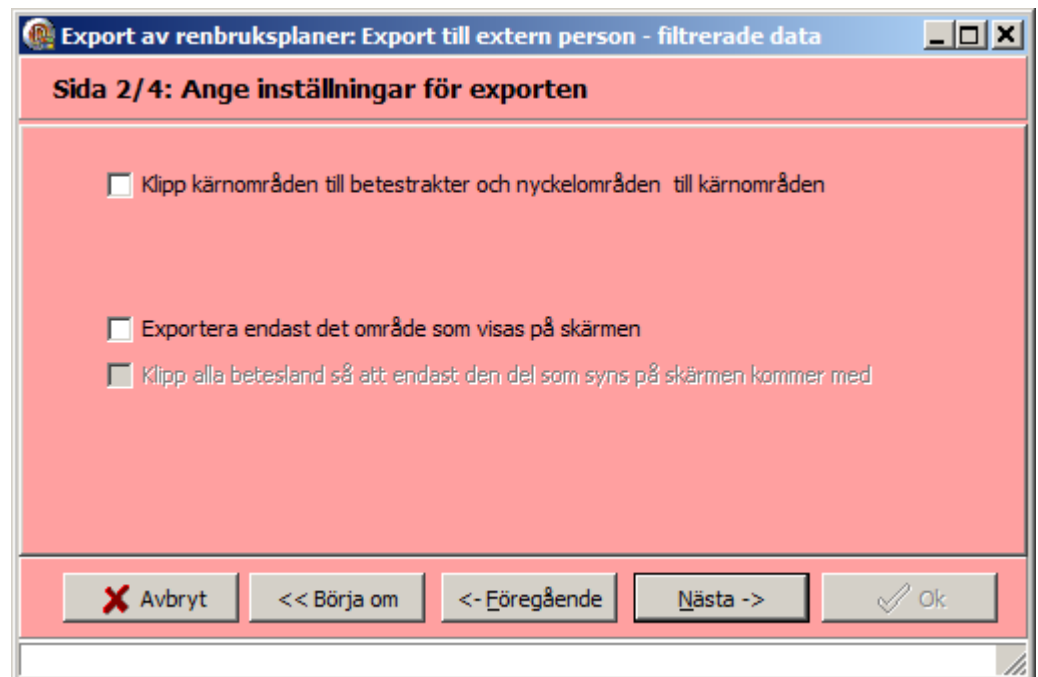 Export av renbruksplaner: Export till extern person - filtrerade data
Sida 2/4: Ange inställningar för exporten
Klipp kärnområden till betestrakter och nyckelområden till kärnområden
Exportera endast det område som visas på skärmen
Klipp alla betesland så att endast den del som syns på skärmen kommer med
Avbryt << Börja om <- Föregående Nästa -> Ok